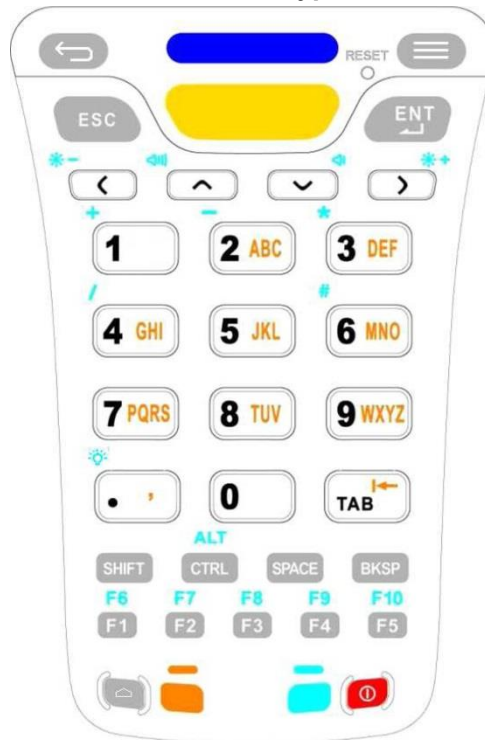 RESET
ESC ENT
+ - *
1 2 ABC 3 DEF
/ #
4 GHI 5 JKL 6 MNO
7 PQRS 8 TUV 9 WXYZ
. , 0 TAB
ALT
SHIFT CTRL SPACE BKSP
F6 F7 F8 F9 F10
F1 F2 F3 F4 F5